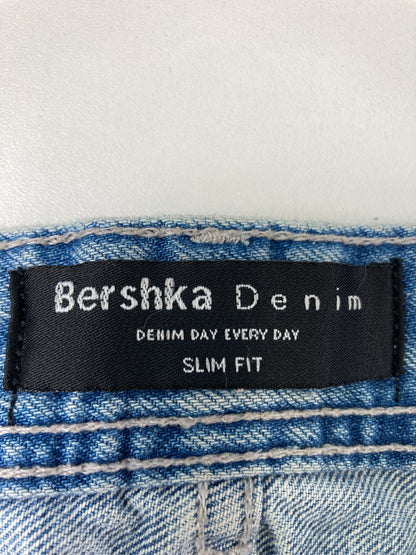 Bershka Denim
DENIM DAY EVERY DAY
SLIM FIT